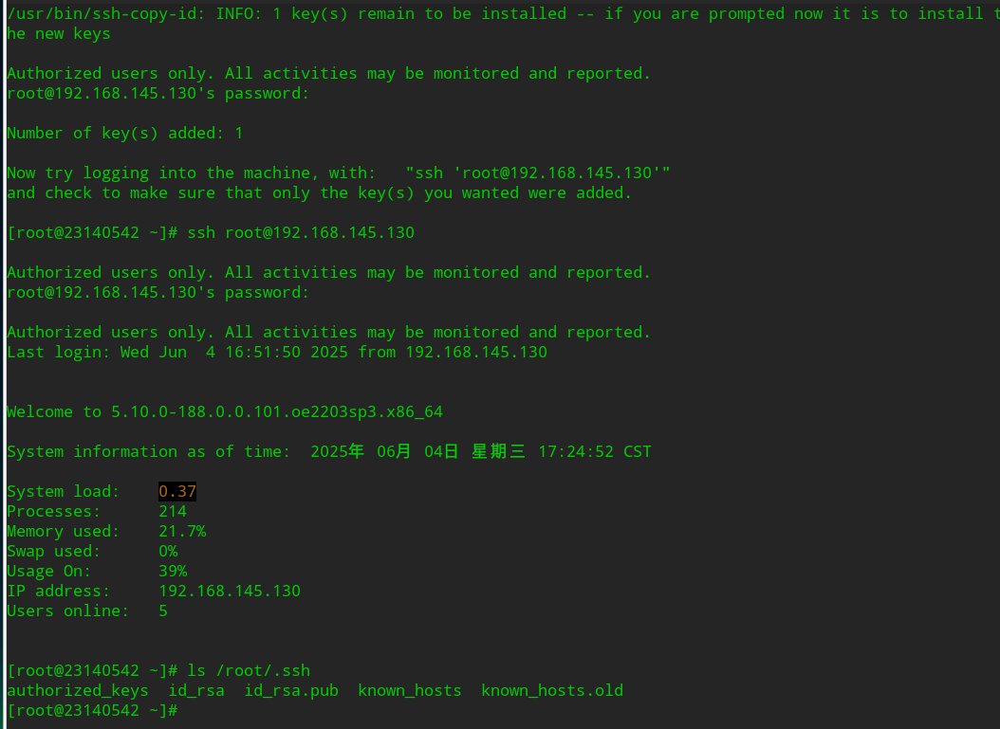 /usr/bin/ssh-copy-id: INFO: 1 key(s) remain to be installed -- if you are prompted now it is to install t
he new keys
Authorized users only. All activities may be monitored and reported.
root@192.168.145.130's password:
Number of key(s) added: 1
Now try logging into the machine, with:   "ssh 'root@192.168.145.130'"
and check to make sure that only the key(s) you wanted were added.
[root@23140542 ~]# ssh root@192.168.145.130
Authorized users only. All activities may be monitored and reported.
root@192.168.145.130's password:
Authorized users only. All activities may be monitored and reported.
Last login: Wed Jun  4 16:51:50 2025 from 192.168.145.130
Welcome to 5.10.0-188.0.0.101.oe2203sp3.x86_64
System information as of time:  2025年 06月 04日 星期三 17:24:52 CST
System load:    0.37
Processes:      214
Memory used:    21.7%
Swap used:      0%
Usage On:       39%
IP address:     192.168.145.130
Users online:   5
[root@23140542 ~]# ls /root/.ssh
authorized_keys  id_rsa  id_rsa.pub  known_hosts  known_hosts.old
[root@23140542 ~]#